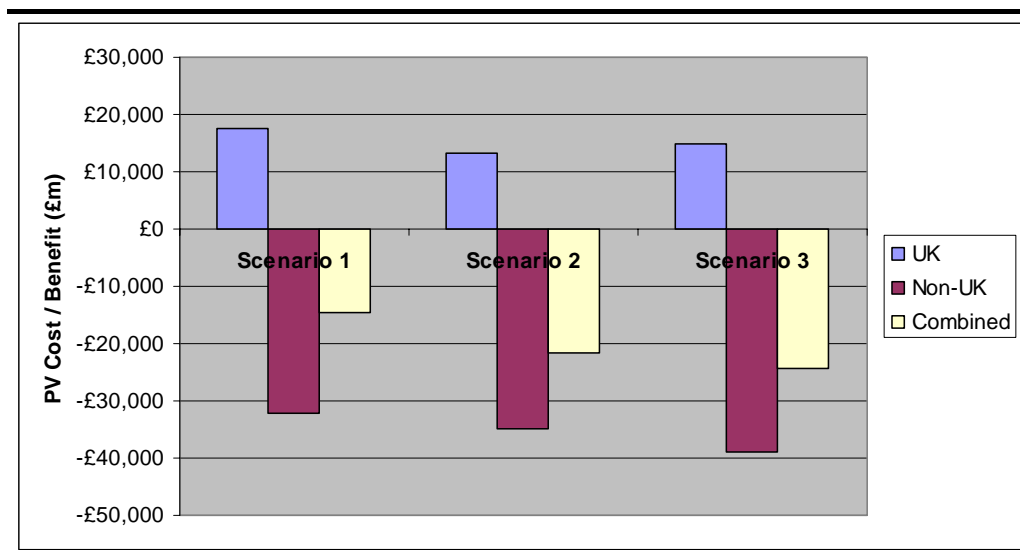 £30,000
£20,000
£10,000
£0
-£10,000
-£20,000
-£30,000
-£40,000
-£50,000
PV Cost / Benefit (£m)
Scenario 1
Scenario 2
Scenario 3
UK
Non-UK
Combined